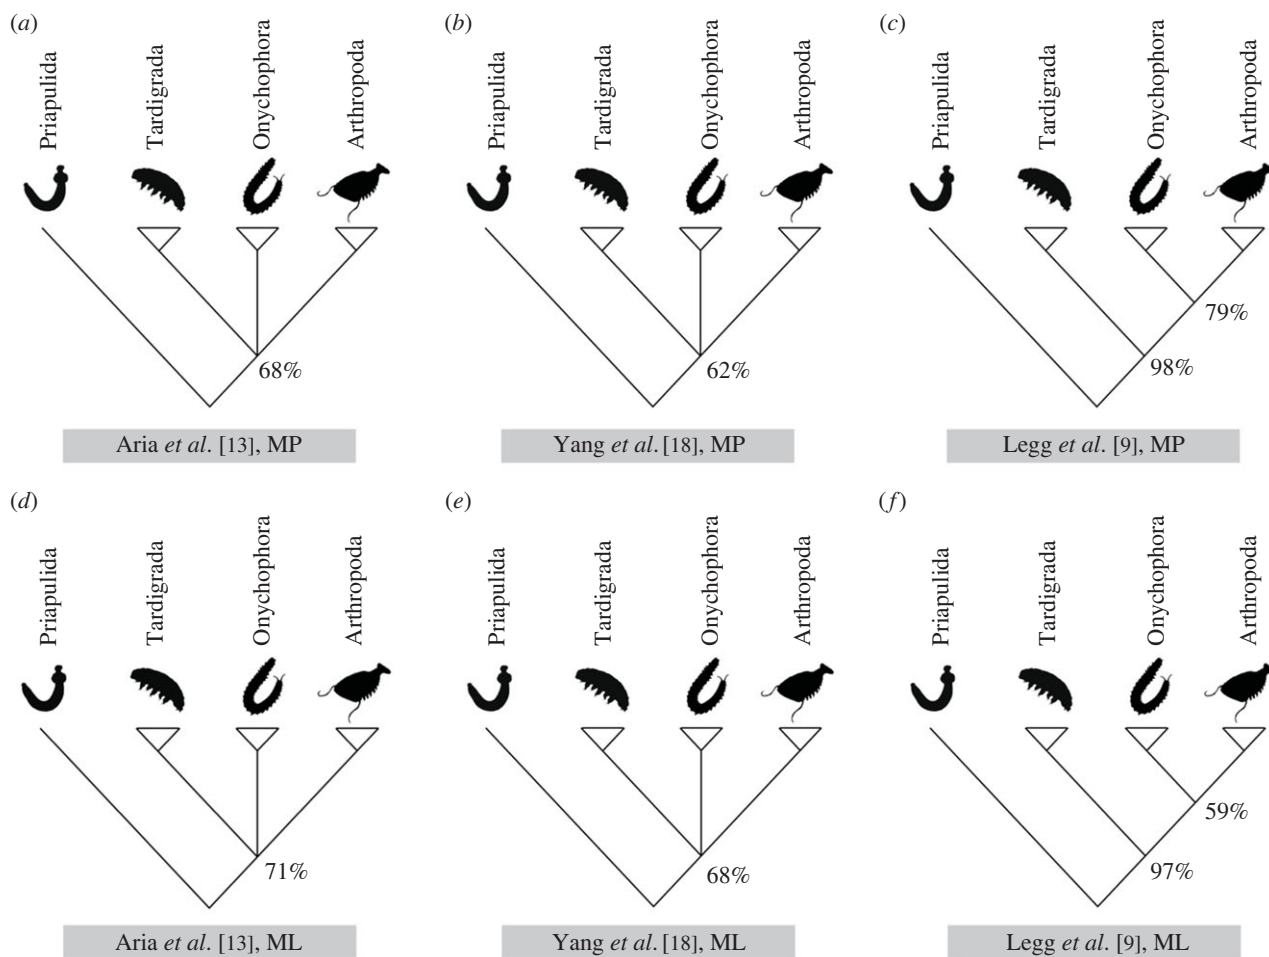 (a)
Priapulida
Tardigrada
Onychophora
Arthropoda
68%
Aria et al. [13], MP
(b)
Priapulida
Tardigrada
Onychophora
Arthropoda
62%
Yang et al. [18], MP
(c)
Priapulida
Tardigrada
Onychophora
Arthropoda
79%
98%
Legg et al. [9], MP
(d)
Priapulida
Tardigrada
Onychophora
Arthropoda
71%
Aria et al. [13], ML
(e)
Priapulida
Tardigrada
Onychophora
Arthropoda
68%
Yang et al. [18], ML
(f)
Priapulida
Tardigrada
Onychophora
Arthropoda
59%
97%
Legg et al. [9], ML